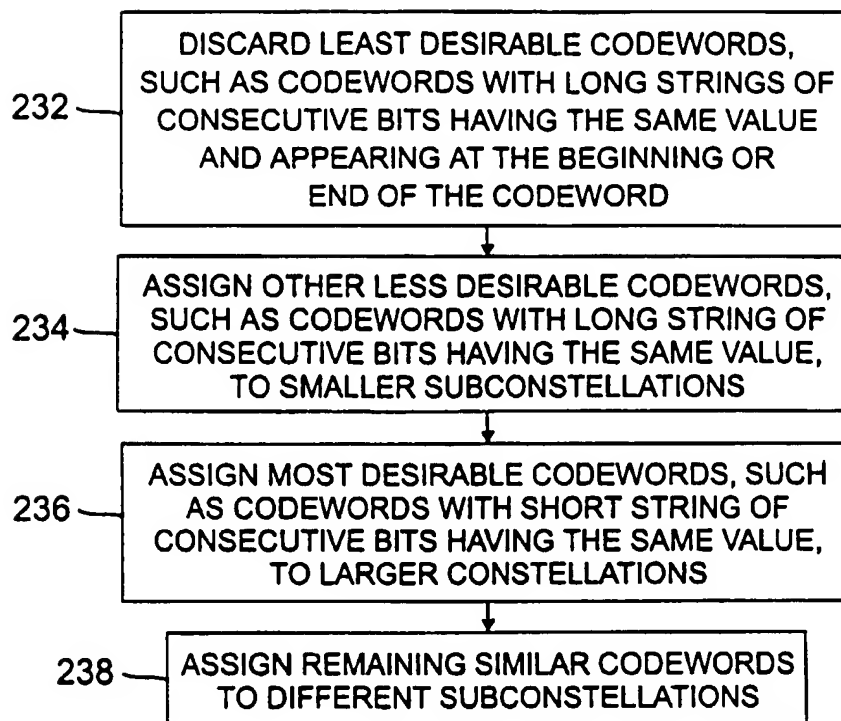 DISCARD LEAST DESIRABLE CODEWORDS,
SUCH AS CODEWORDS WITH LONG STRINGS OF
232
CONSECUTIVE BITS HAVING THE SAME VALUE
AND APPEARING AT THE BEGINNING OR
END OF THE CODEWORD
ASSIGN OTHER LESS DESIRABLE CODEWORDS,
234
SUCH AS CODEWORDS WITH LONG STRING OF
CONSECUTIVE BITS HAVING THE SAME VALUE,
TO SMALLER SUBCONSTELLATIONS
ASSIGN MOST DESIRABLE CODEWORDS, SUCH
236
AS CODEWORDS WITH SHORT STRING OF
CONSECUTIVE BITS HAVING THE SAME VALUE,
TO LARGER CONSTELLATIONS
238
ASSIGN REMAINING SIMILAR CODEWORDS
TO DIFFERENT SUBCONSTELLATIONS